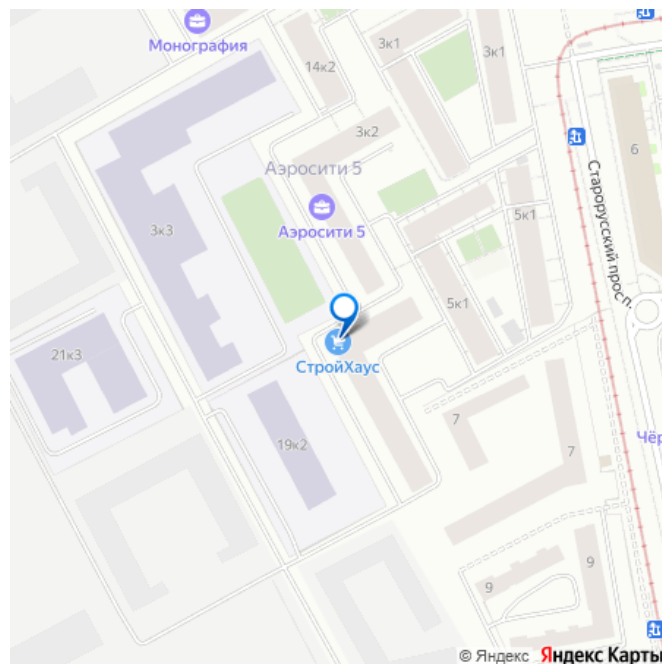 Монография
14к2
3к1
3к1
3к2
6
Аэросити 5
Аэросити 5
3к3
5к1
5к1
Старорусский просп.
СтройХаус
21к3
19к2
7
7
Чёр
9
9
© Яндекс Яндекс Карты